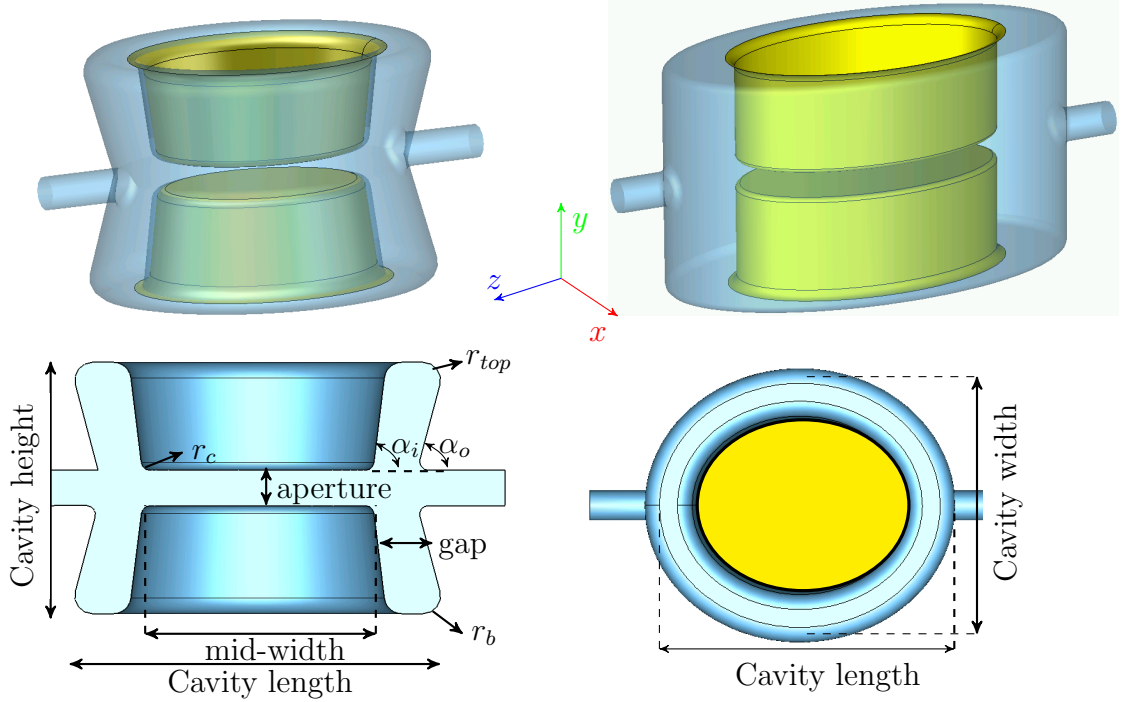 y
z
x
r_top
Cavity height
r_c
α_i
α_o
aperture
gap
mid-width
r_b
Cavity length
Cavity width
Cavity length